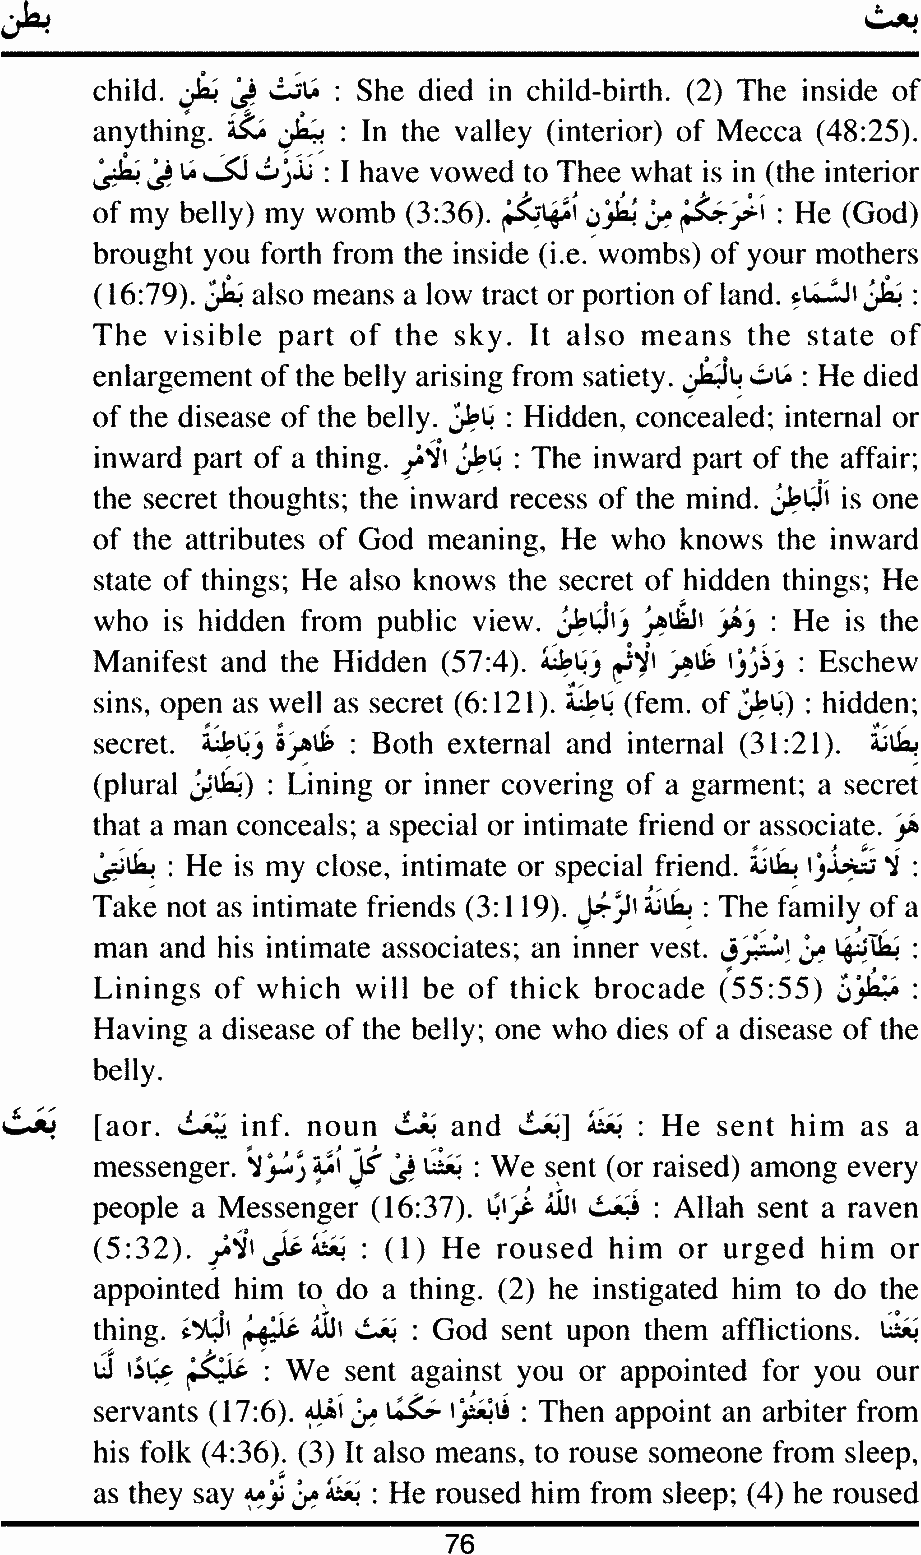 بطن بعث
child. مَاتَتْ فِیْ بَطْنٍ : She died in child-birth. (2) The inside of
anything. بِبَطْنِ مَكَّةَ : In the valley (interior) of Mecca (48:25).
نَذَرْتُ لَکَ مَا فِیْ بَطْنِیْ : I have vowed to Thee what is in (the interior
of my belly) my womb (3:36). اَخْرَجَكُمْ مِنْ بُطُوْنِ اُمَّهَاتِكُمْ : He (God)
brought you forth from the inside (i.e. wombs) of your mothers
(16:79). بَطْنٌ also means a low tract or portion of land. بَطْنُ السَّمَاءِ :
The visible part of the sky. It also means the state of
enlargement of the belly arising from satiety. مَاتَ بِالْبَطَنِ : He died
of the disease of the belly. بَاطِنٌ : Hidden, concealed; internal or
inward part of a thing. بَاطِنُ الْاَمْرِ : The inward part of the affair;
the secret thoughts; the inward recess of the mind. اَلْبَاطِنُ is one
of the attributes of God meaning, He who knows the inward
state of things; He also knows the secret of hidden things; He
who is hidden from public view. وَهُوَ الظَّاهِرُ وَالْبَاطِنُ : He is the
Manifest and the Hidden (57:4). وَذَرُوْا ظَاهِرَ الْاِثْمِ وَبَاطِنَهُ : Eschew
sins, open as well as secret (6:121). بَاطِنَةٌ (fem. of بَاطِنٌ) : hidden;
secret. ظَاهِرَةً وَبَاطِنَةً : Both external and internal (31:21). بِطَانَةٌ
(plural بَطَائِنُ) : Lining or inner covering of a garment; a secret
that a man conceals; a special or intimate friend or associate. هُوَ
بِطَانَتِیْ : He is my close, intimate or special friend. لَا تَتَّخِذُوْا بِطَانَةً :
Take not as intimate friends (3:119). بِطَانَةُ الرَّجُلِ : The family of a
man and his intimate associates; an inner vest. بَطَآئِنُهَا مِنْ اِسْتَبْرَقٍ :
Linings of which will be of thick brocade (55:55) مَبْطُوْنٌ :
Having a disease of the belly; one who dies of a disease of the
belly.
بَعَثَ [aor. يَبْعَثُ inf. noun بَعْثٌ and بَعَثٌ] بَعَثَهُ : He sent him as a
messenger. بَعَثْنَا فِیْ كُلِّ اُمَّةٍ رَسُوْلًا : We sent (or raised) among every
people a Messenger (16:37). فَبَعَثَ اللهُ غُرَابًا : Allah sent a raven
(5:32). بَعَثَهُ عَلَى الْاَمْرِ : (1) He roused him or urged him or
appointed him to do a thing. (2) he instigated him to do the
thing. بَعَثَ اللهُ عَلَيْهِمُ الْبَلَاءَ : God sent upon them afflictions. بَعَثْنَا
عَلَيْكُمْ عِبَادًا لَّنَا : We sent against you or appointed for you our
servants (17:6). فَابْعَثُوْا حَكَمًا مِنْ اَهْلِهِ : Then appoint an arbiter from
his folk (4:36). (3) It also means, to rouse someone from sleep,
as they say بَعَثَهُ مِنْ نَّوْمِهِ : He roused him from sleep; (4) he roused
76